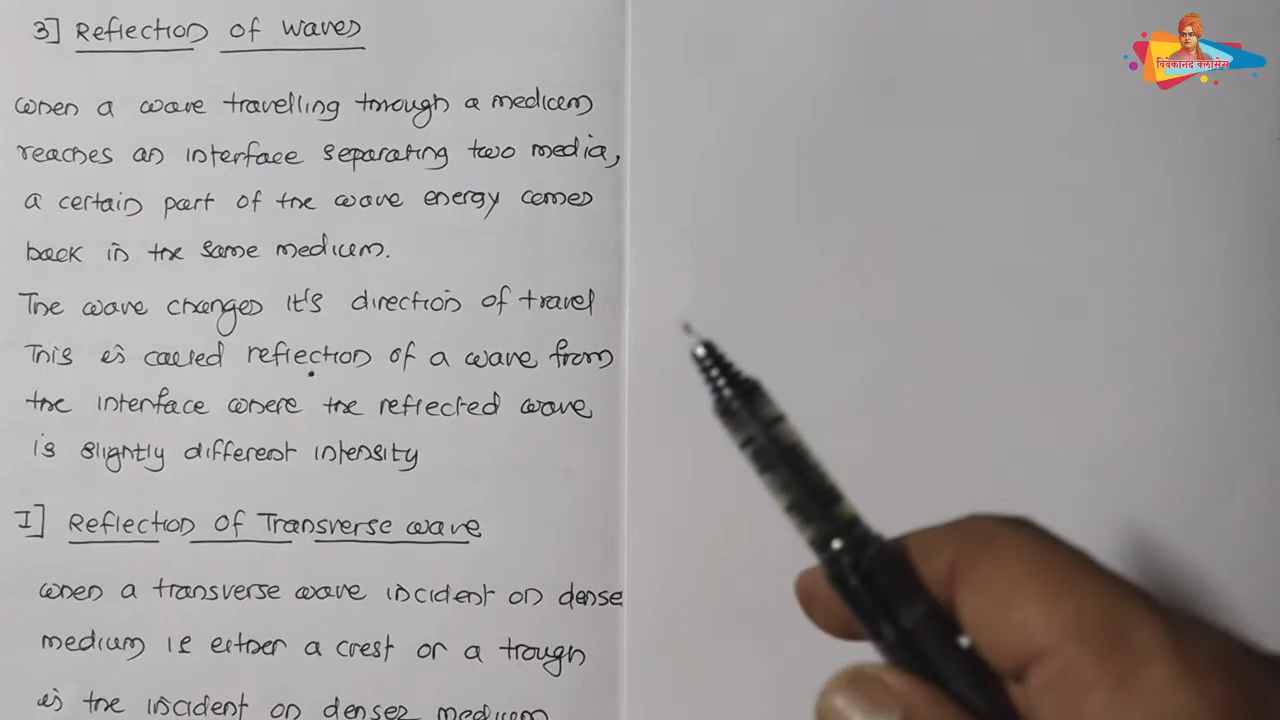 3] Reflection of waves
when a wave travelling through a medium
reaches an interface separating two media,
a certain part of the wave energy comes
back in the same medium.
The wave changes it's direction of travel
This is called reflection of a wave from
the interface where the reflected wave
is slightly different intensity
I] Reflection of Transverse wave
when a transverse wave incident on dense
medium ie either a crest or a trough
is the incident on denser medium
विवेकानंद क्लासेस